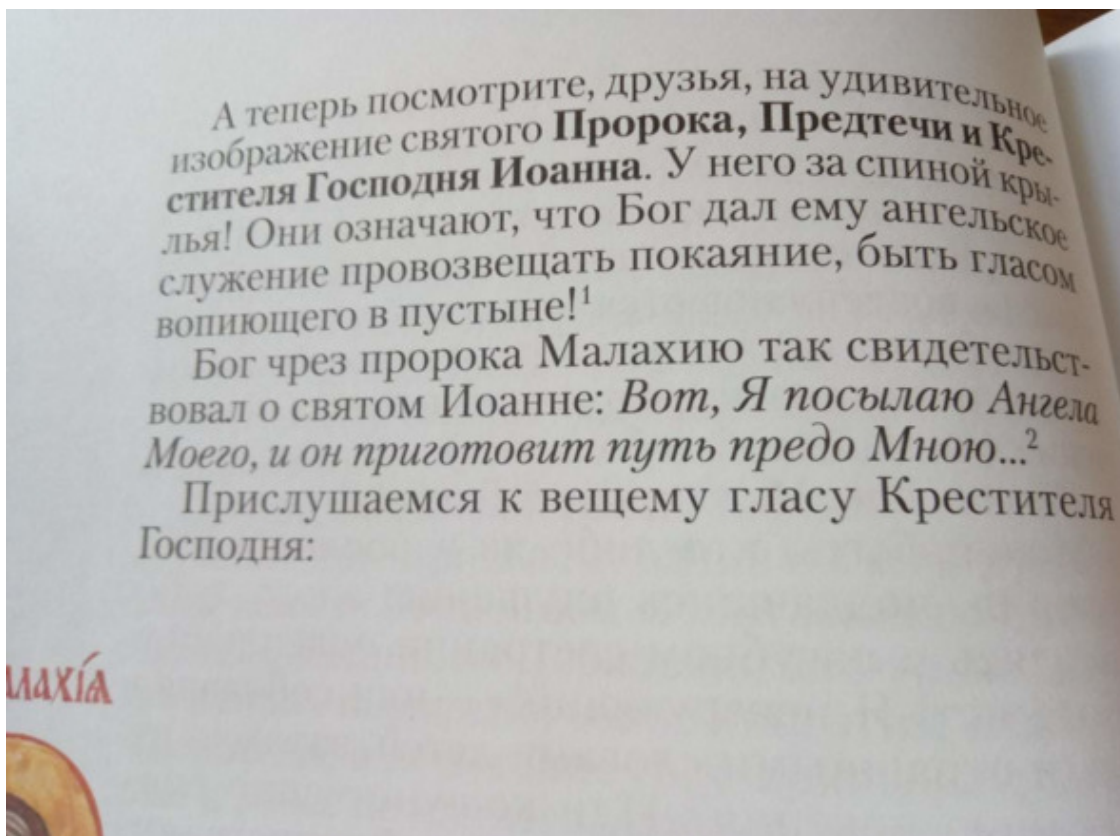 А теперь посмотрите, друзья, на удивительное
изображение святого Пророка, Предтечи и Кре-
стителя Господня Иоанна. У него за спиной кры-
лья! Они означают, что Бог дал ему ангельское
служение провозвещать покаяние, быть гласом
вопиющего в пустыне!¹
Бог чрез пророка Малахию так свидетельст-
вовал о святом Иоанне: Вот, Я посылаю Ангела
Моего, и он приготовит путь предо Мною...²
Прислушаемся к вещему гласу Крестителя
Господня: